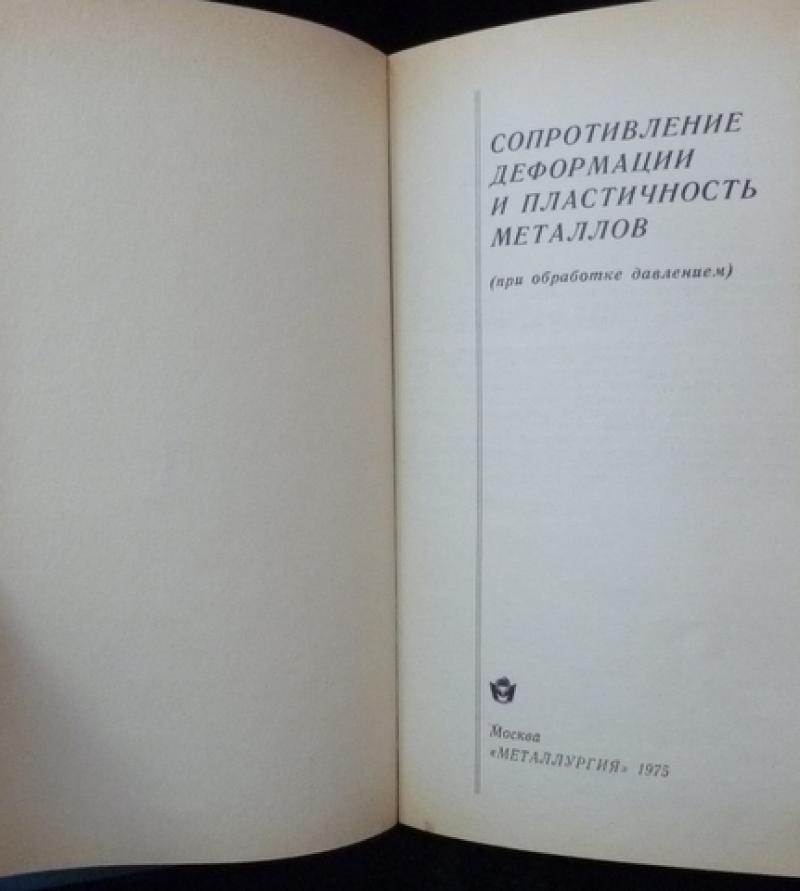 СОПРОТИВЛЕНИЕ
ДЕФОРМАЦИИ
И ПЛАСТИЧНОСТЬ
МЕТАЛЛОВ
(при обработке давлением)
Москва
«МЕТАЛЛУРГИЯ» 1975